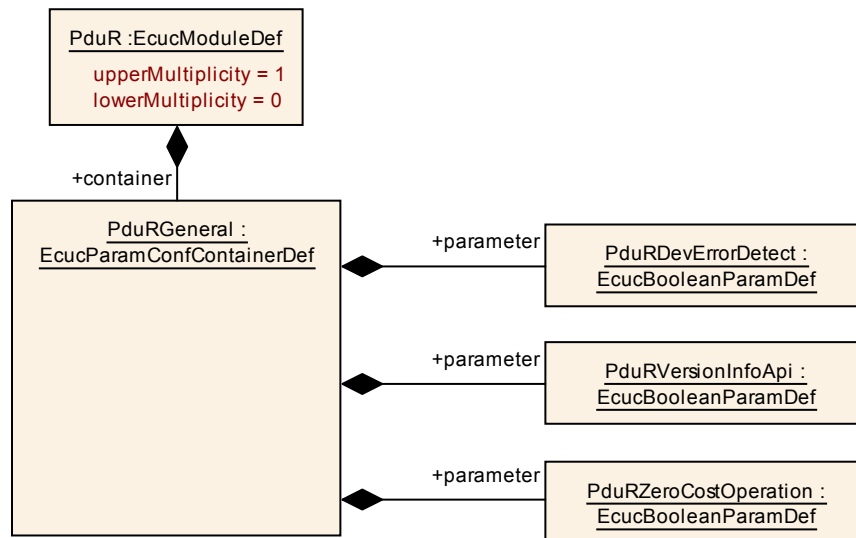 PduR :EcucModuleDef
upperMultiplicity = 1
lowerMultiplicity = 0
+container
PduRGeneral :
EcucParamConfContainerDef
+parameter
PduRDevErrorDetect :
EcucBooleanParamDef
+parameter
PduRVersionInfoApi :
EcucBooleanParamDef
+parameter
PduRZeroCostOperation :
EcucBooleanParamDef